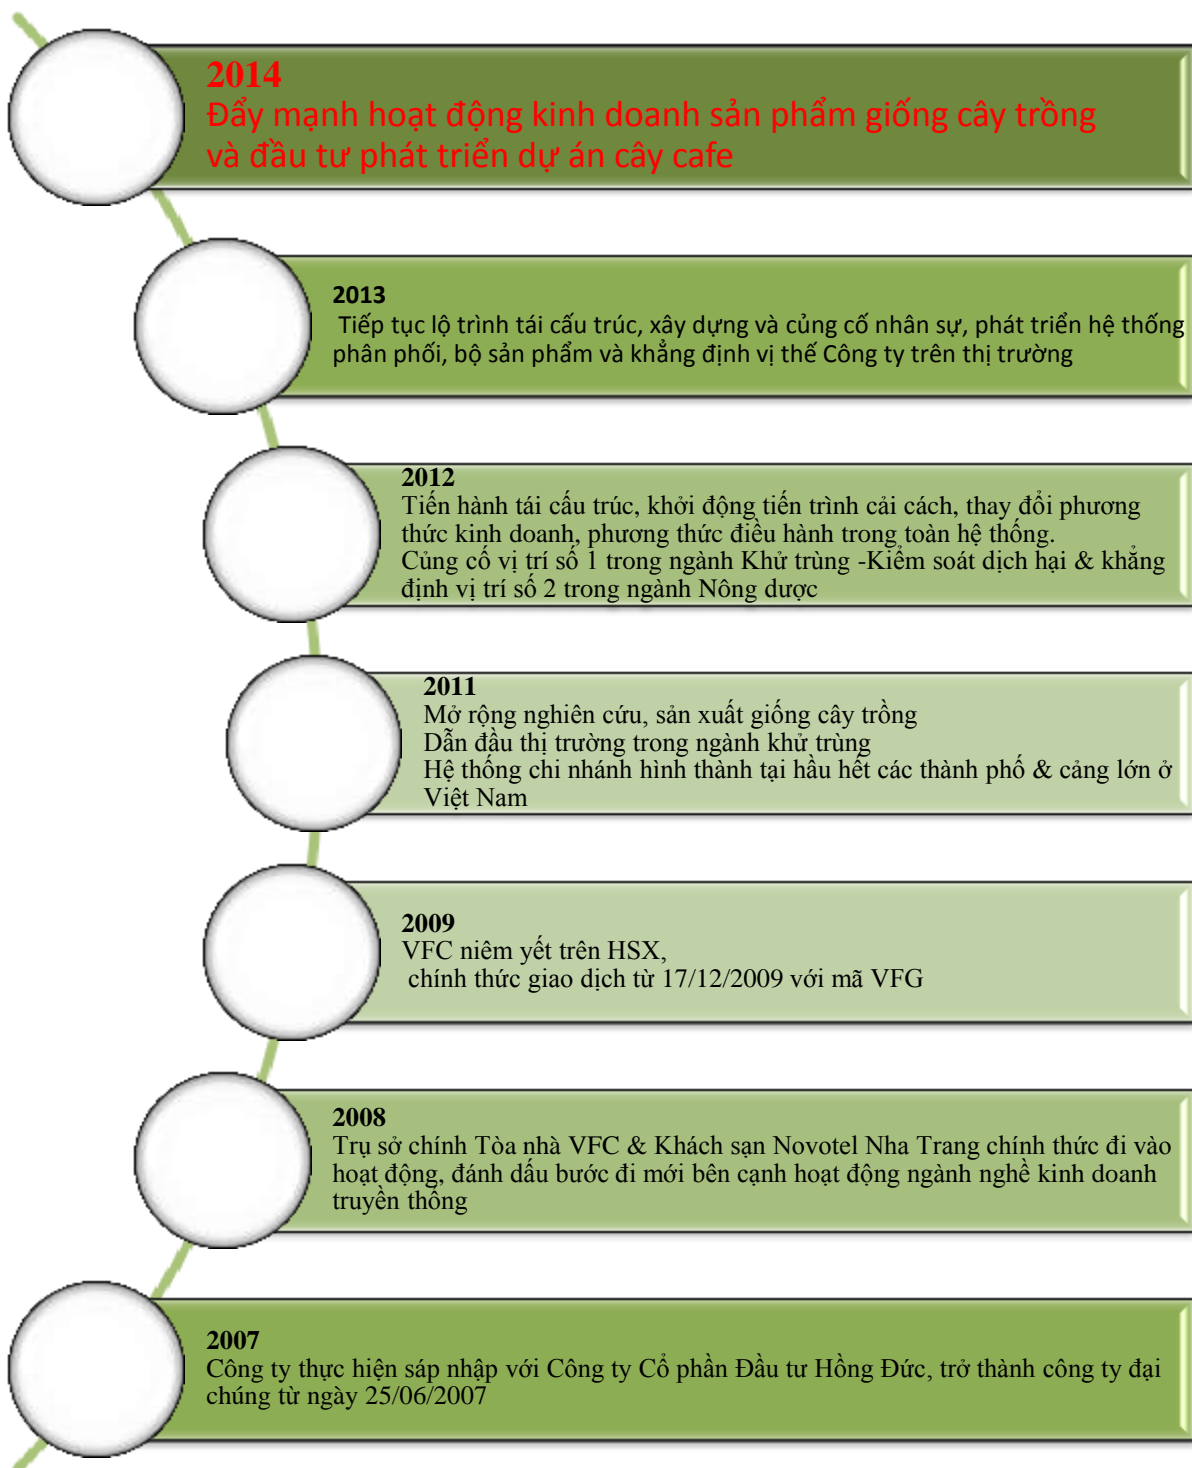 2014
Đẩy mạnh hoạt động kinh doanh sản phẩm giống cây trồng
và đầu tư phát triển dự án cây cafe
2013
Tiếp tục lộ trình tái cấu trúc, xây dựng và củng cố nhân sự, phát triển hệ thống
phân phối, bộ sản phẩm và khẳng định vị thế Công ty trên thị trường
2012
Tiến hành tái cấu trúc, khởi động tiến trình cải cách, thay đổi phương
thức kinh doanh, phương thức điều hành trong toàn hệ thống.
Củng cố vị trí số 1 trong ngành Khử trùng -Kiểm soát dịch hại & khẳng
định vị trí số 2 trong ngành Nông dược
2011
Mở rộng nghiên cứu, sản xuất giống cây trồng
Dẫn đầu thị trường trong ngành khử trùng
Hệ thống chi nhánh hình thành tại hầu hết các thành phố & cảng lớn ở
Việt Nam
2009
VFC niêm yết trên HSX,
chính thức giao dịch từ 17/12/2009 với mã VFG
2008
Trụ sở chính Tòa nhà VFC & Khách sạn Novotel Nha Trang chính thức đi vào
hoạt động, đánh dấu bước đi mới bên cạnh hoạt động ngành nghề kinh doanh
truyền thống
2007
Công ty thực hiện sáp nhập với Công ty Cổ phần Đầu tư Hồng Đức, trở thành công ty đại
chúng từ ngày 25/06/2007